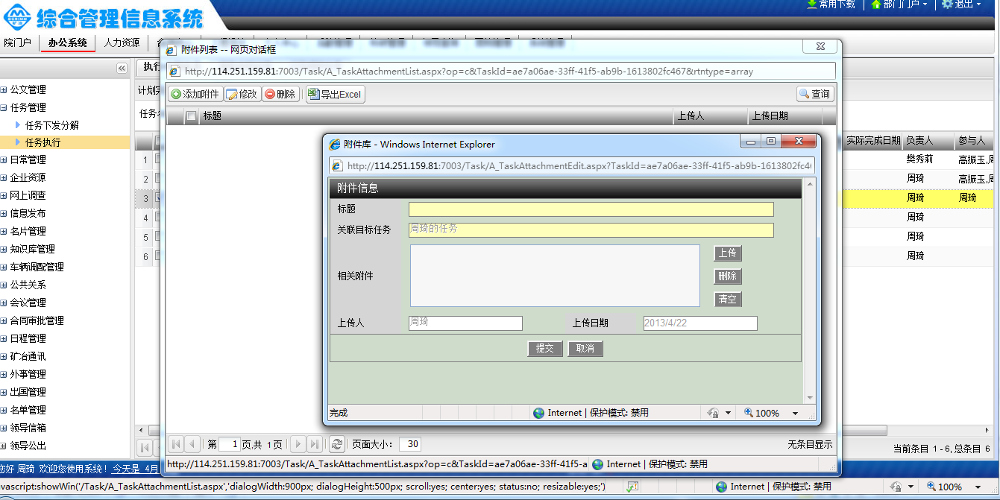 综合管理信息系统
常用下载 部门门户 退出
院门户 办公系统 人力资源
公文管理
任务管理
任务下发分解
任务执行
日常管理
企业资源
网上调查
信息发布
名片管理
知识库管理
车辆调配管理
公共关系
会议管理
合同审批管理
日程管理
矿冶通讯
外事管理
出国管理
名单管理
领导信箱
领导公出
执行
计划完
任务名
1
2
3
4
5
6
附件列表 -- 网页对话框
http://114.251.159.81:7003/Task/A_TaskAttachmentList.aspx?op=c&TaskId=ae7a06ae-33ff-41f5-ab9b-1613802fc467&rtntype=array
添加附件 修改 删除 导出Excel 查询
标题 上传人 上传日期
附件库 - Windows Internet Explorer
http://114.251.159.81:7003/Task/A_TaskAttachmentEdit.aspx?TaskId=ae7a06ae-33ff-41f5-ab9b-1613802fc46
附件信息
标题
关联目标任务 周琦的任务
相关附件
上传
删除
清空
上传人 周琦 上传日期 2013/4/22
提交 取消
完成 Internet | 保护模式: 禁用 100%
第 1 页,共 1 页 页面大小: 30 无条目显示
http://114.251.159.81:7003/Task/A_TaskAttachmentList.aspx?op=c&TaskId=ae7a06ae-33ff-41f5-a Internet | 保护模式: 禁用
实际完成日期 负责人 参与人
樊秀莉 高振玉,周
周琦 高振玉,周
周琦 周琦
周琦
周琦
周琦
当前条目 1 - 6, 总条目 6
您好 周琦 欢迎您使用系统! 今天是 4月
vascript:showWin('/Task/A_TaskAttachmentList.aspx','dialogWidth:900px; dialogHeight:500px; scroll:yes; center:yes; status:no; resizable:yes;') Internet | 保护模式: 禁用 100%